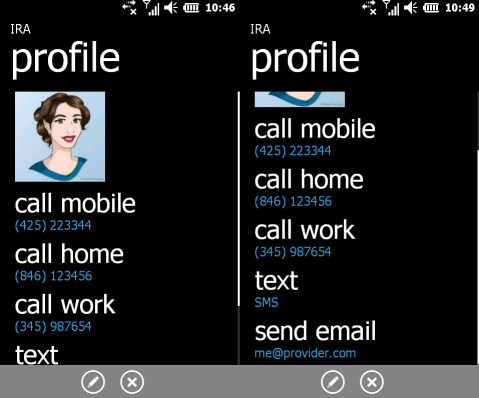 10:46
IRA
profile
call mobile
(425) 223344
call home
(846) 123456
call work
(345) 987654
text
10:49
IRA
profile
call mobile
(425) 223344
call home
(846) 123456
call work
(345) 987654
text
SMS
send email
me@provider.com